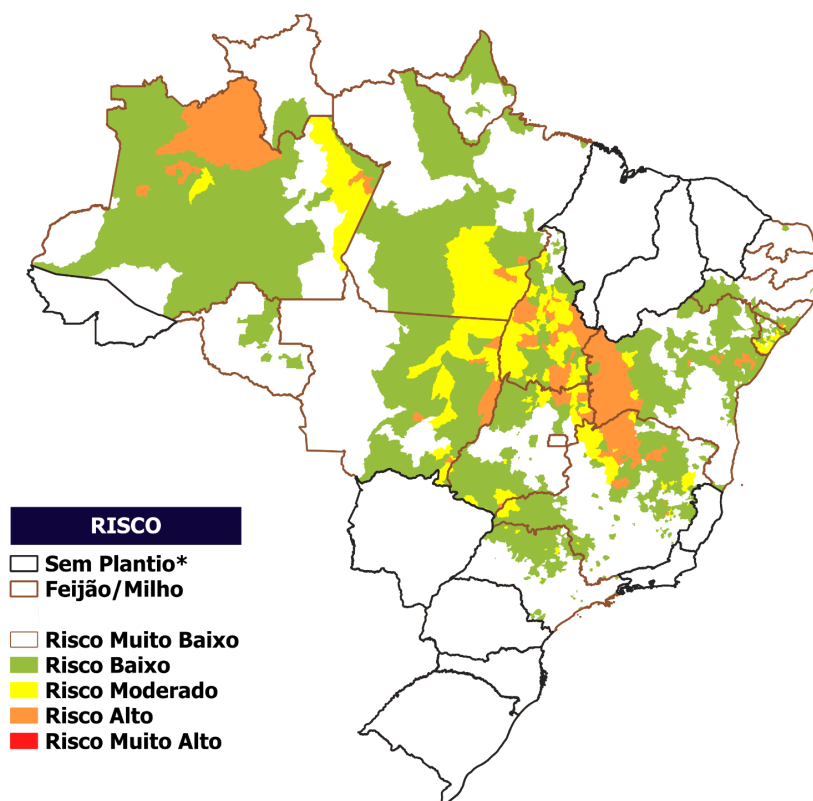 RISCO
Sem Plantio*
Feijão/Milho
Risco Muito Baixo
Risco Baixo
Risco Moderado
Risco Alto
Risco Muito Alto